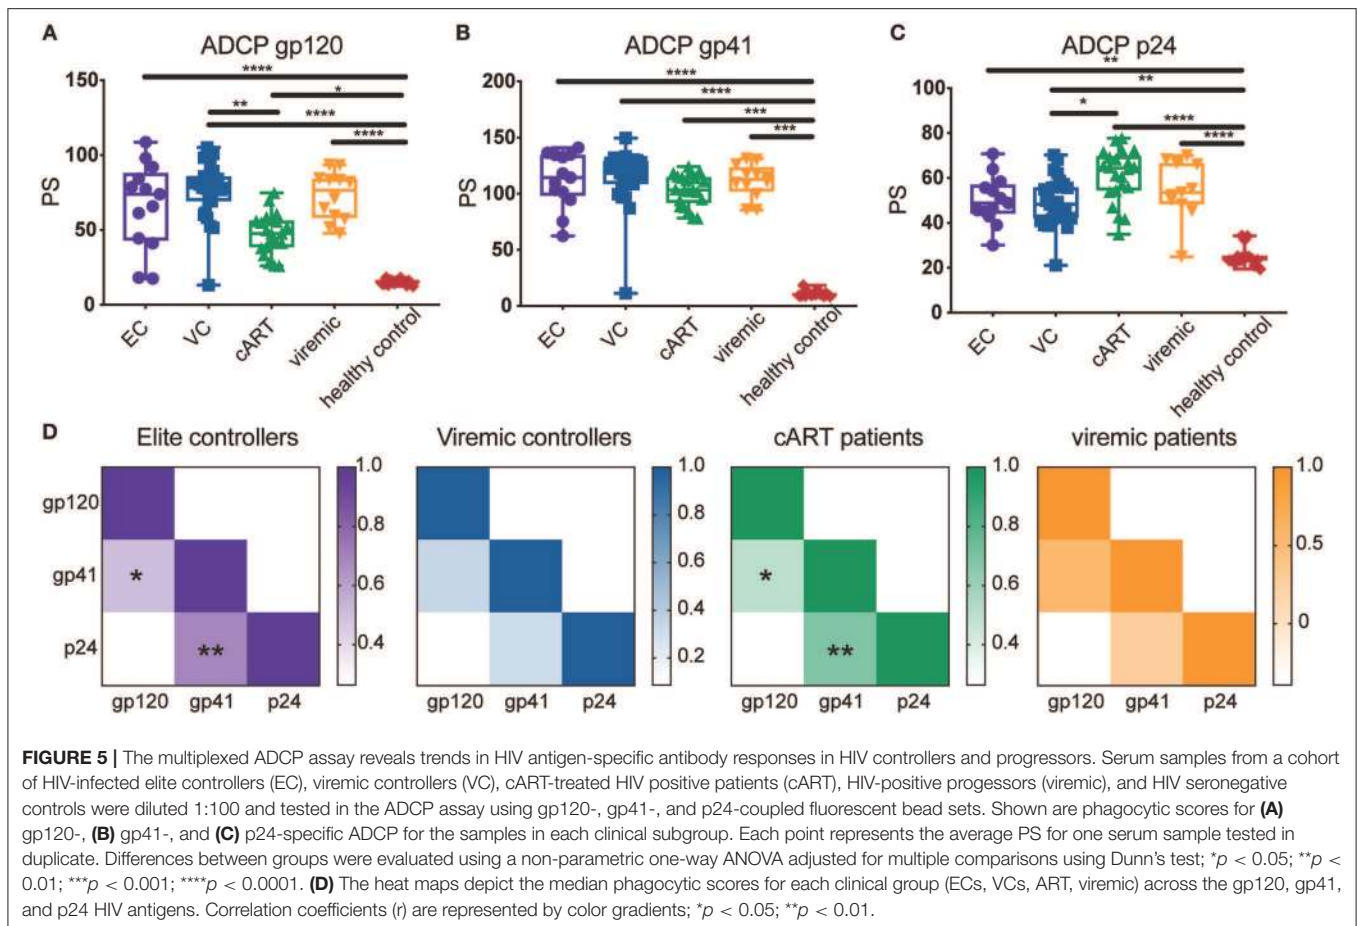 A
ADCP gp120
PS
150
100
50
0
****
*
**
****
****
EC
VC
cART
viremic
healthy control
B
ADCP gp41
PS
200
150
100
50
0
****
****
***
***
EC
VC
cART
viremic
healthy control
C
ADCP p24
PS
100
80
60
40
20
0
**
**
*
****
****
EC
VC
cART
viremic
healthy control
D
Elite controllers
gp120
gp41
p24
*
**
gp120 gp41 p24
1.0
0.8
0.6
0.4
Viremic controllers
gp120 gp41 p24
1.0
0.8
0.6
0.4
0.2
cART patients
*
**
gp120 gp41 p24
1.0
0.8
0.6
0.4
viremic patients
gp120 gp41 p24
1.0
0.5
0
FIGURE 5 | The multiplexed ADCP assay reveals trends in HIV antigen-specific antibody responses in HIV controllers and progressors. Serum samples from a cohort
of HIV-infected elite controllers (EC), viremic controllers (VC), cART-treated HIV positive patients (cART), HIV-positive progessors (viremic), and HIV seronegative
controls were diluted 1:100 and tested in the ADCP assay using gp120-, gp41-, and p24-coupled fluorescent bead sets. Shown are phagocytic scores for (A)
gp120-, (B) gp41-, and (C) p24-specific ADCP for the samples in each clinical subgroup. Each point represents the average PS for one serum sample tested in
duplicate. Differences between groups were evaluated using a non-parametric one-way ANOVA adjusted for multiple comparisons using Dunn's test; *p < 0.05; **p <
0.01; ***p < 0.001; ****p < 0.0001. (D) The heat maps depict the median phagocytic scores for each clinical group (ECs, VCs, ART, viremic) across the gp120, gp41,
and p24 HIV antigens. Correlation coefficients (r) are represented by color gradients; *p < 0.05; **p < 0.01.